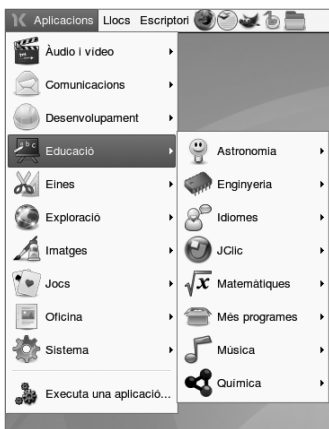 Aplicacions Llocs Escriptori
Àudio i vídeo
Comunicacions
Desenvolupament
Educació
Eines
Exploració
Imatges
Jocs
Oficina
Sistema
Executa una aplicació...
Astronomia
Enginyeria
Idiomes
JClic
Matemàtiques
Més programes
Música
Química